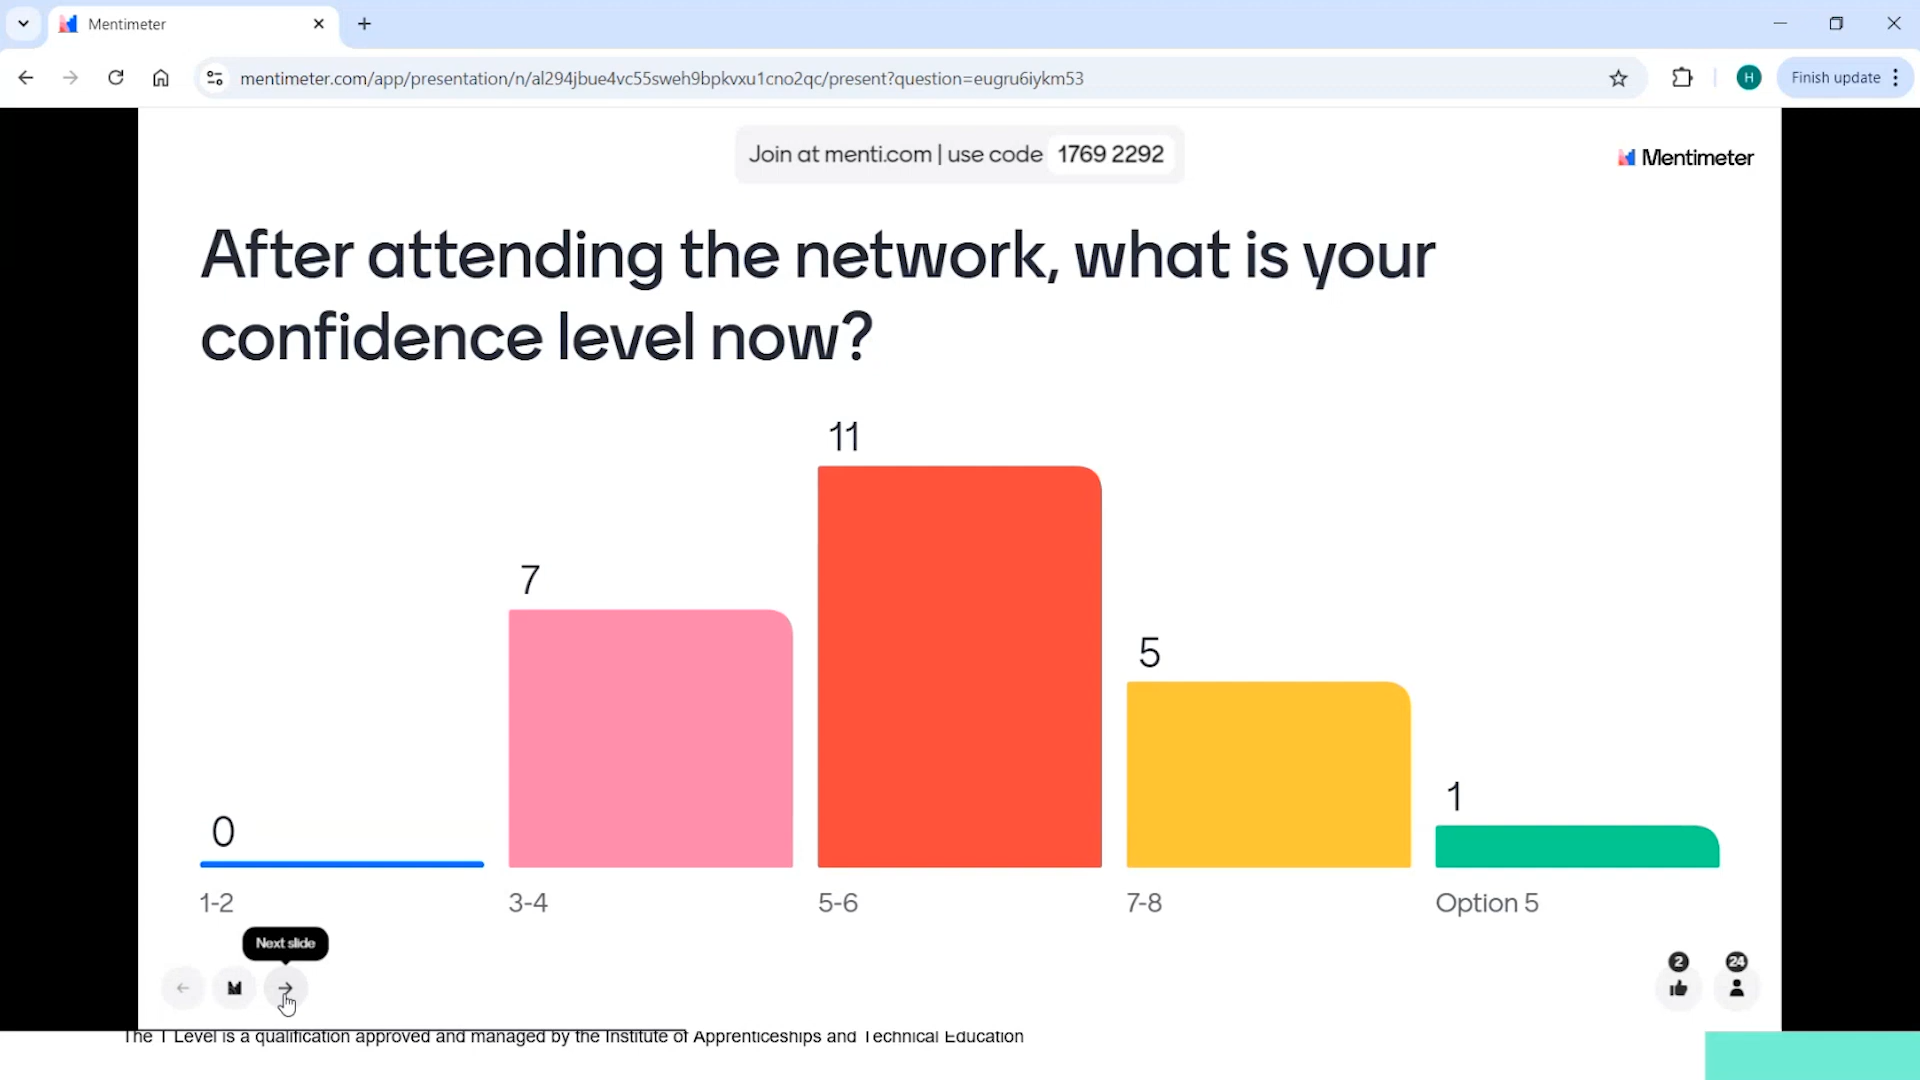 Mentimeter
mentimeter.com/app/presentation/n/al294jbue4vc55sweh9bpkvxu1cno2qc/present?question=eugru6iykm53
H
Finish update
Join at menti.com | use code 1769 2292
Mentimeter
After attending the network, what is your
confidence level now?
0
7
11
5
1
1-2
3-4
5-6
7-8
Option 5
Next slide
2
24
The T Level is a qualification approved and managed by the Institute of Apprenticeships and Technical Education